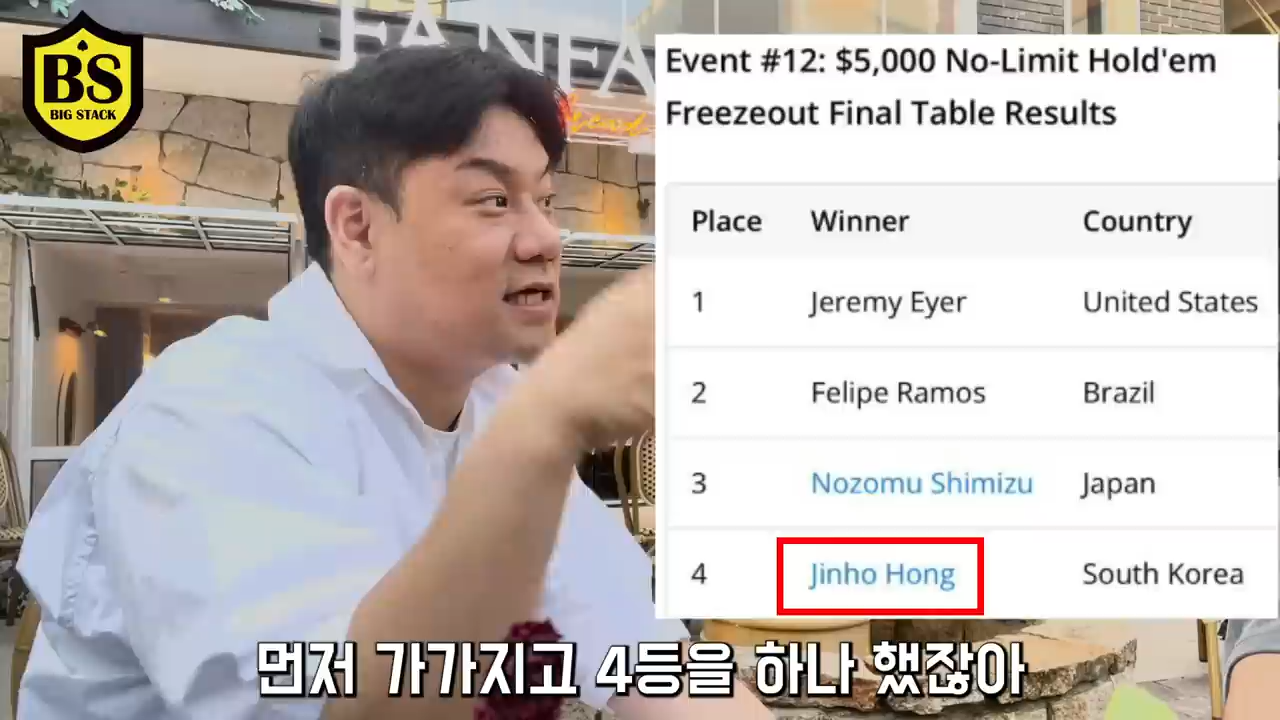 BS
BIG STACK
FANFA
Event #12: $5,000 No-Limit Hold'em
Freezeout Final Table Results
Place Winner Country
1 Jeremy Eyer United States
2 Felipe Ramos Brazil
3 Nozomu Shimizu Japan
4 Jinho Hong South Korea
먼저 가가지고 4등을 하나 했잖아